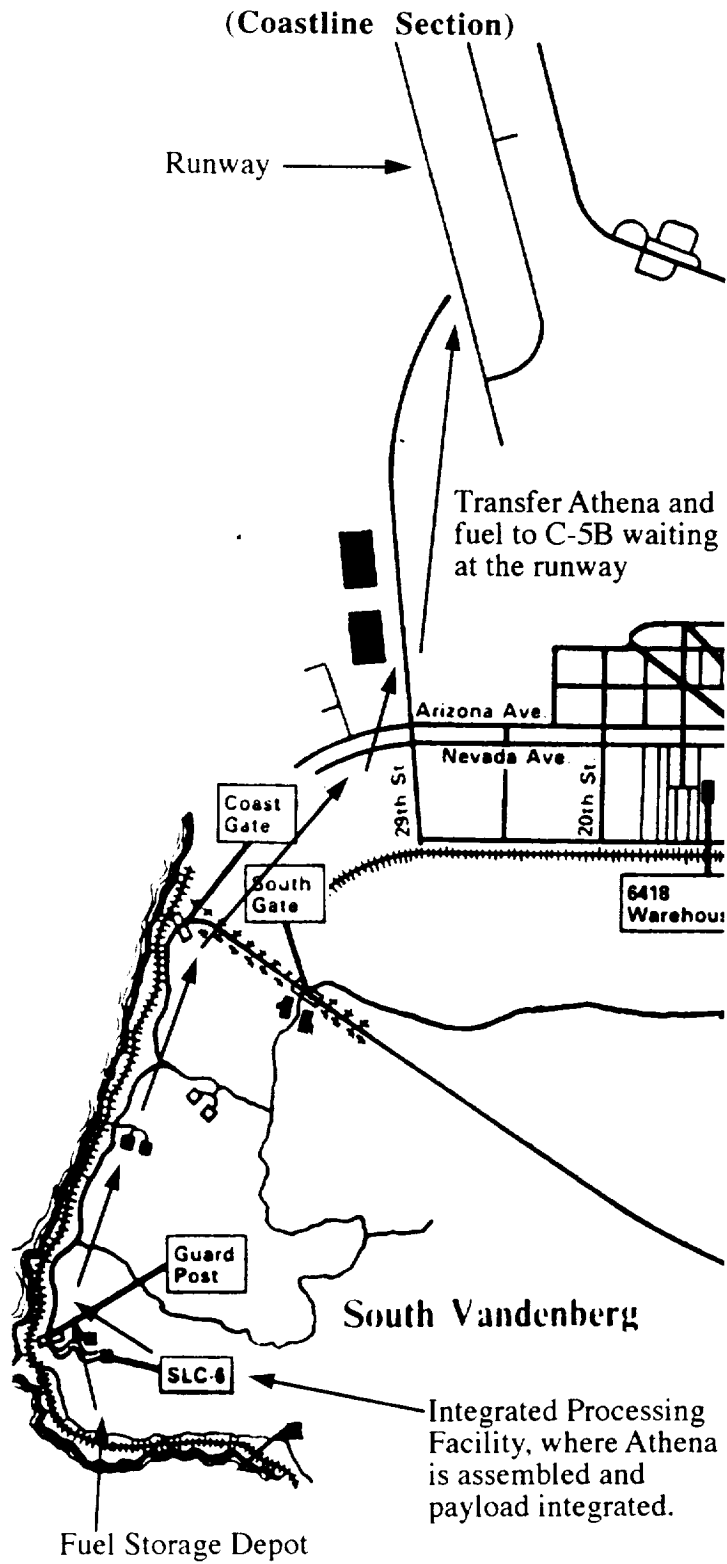 (Coastline Section)
Runway
Transfer Athena and
fuel to C-5B waiting
at the runway
Arizona Ave.
Nevada Ave.
29th St.
20th St.
Coast
Gate
South
Gate
6418
Warehous
Guard
Post
South Vandenberg
SLC-6
Integrated Processing
Facility, where Athena
is assembled and
payload integrated.
Fuel Storage Depot